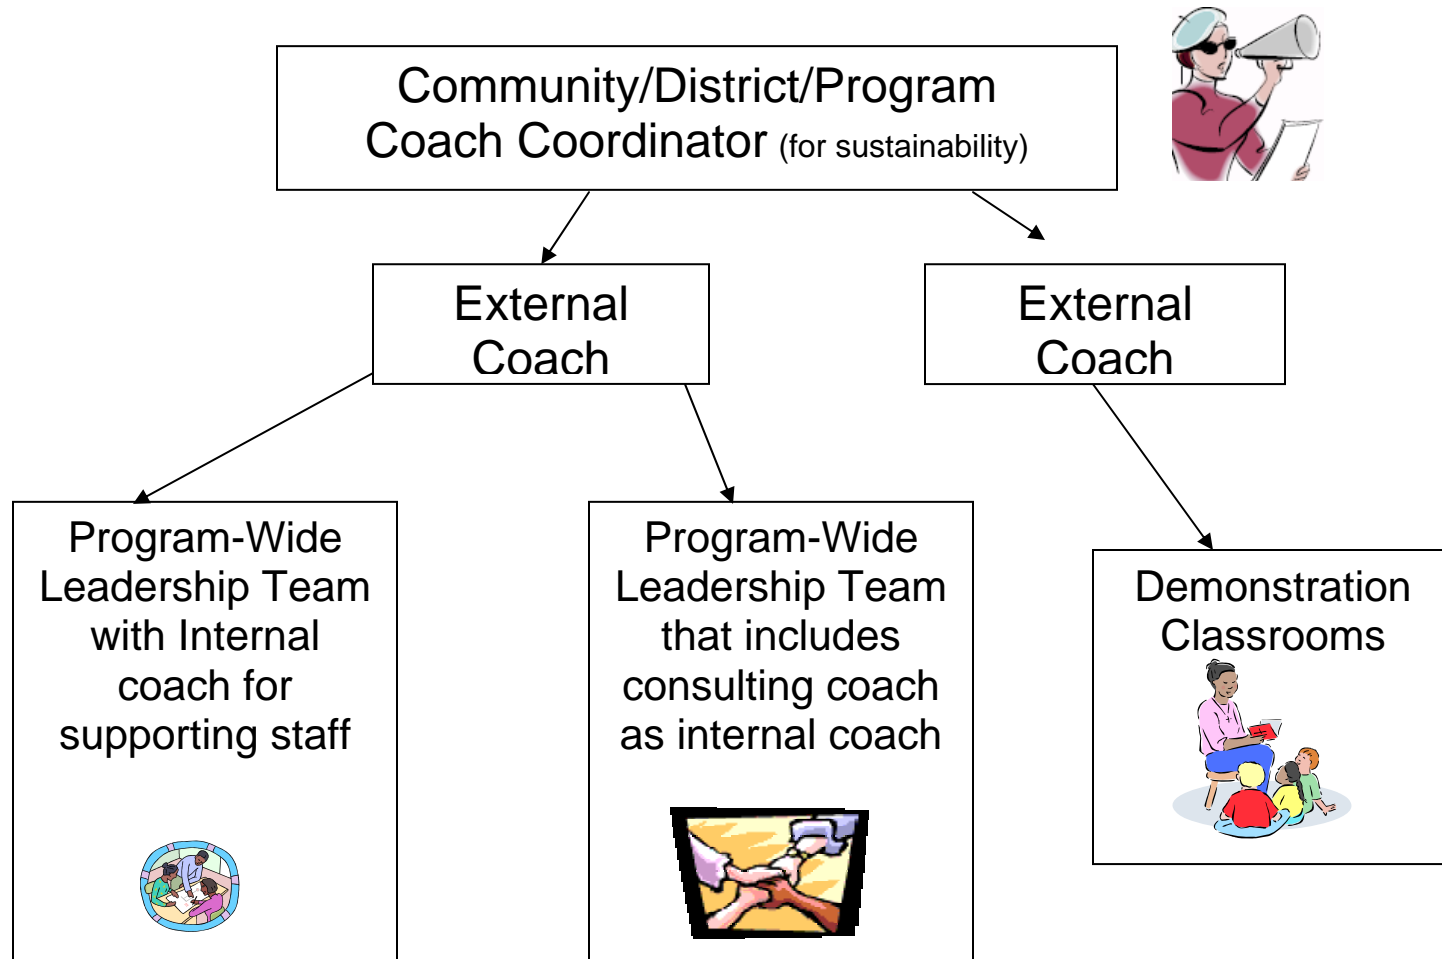 Community/District/Program
Coach Coordinator (for sustainability)
External
Coach
External
Coach
Program-Wide
Leadership Team
with Internal
coach for
supporting staff
Program-Wide
Leadership Team
that includes
consulting coach
as internal coach
Demonstration
Classrooms